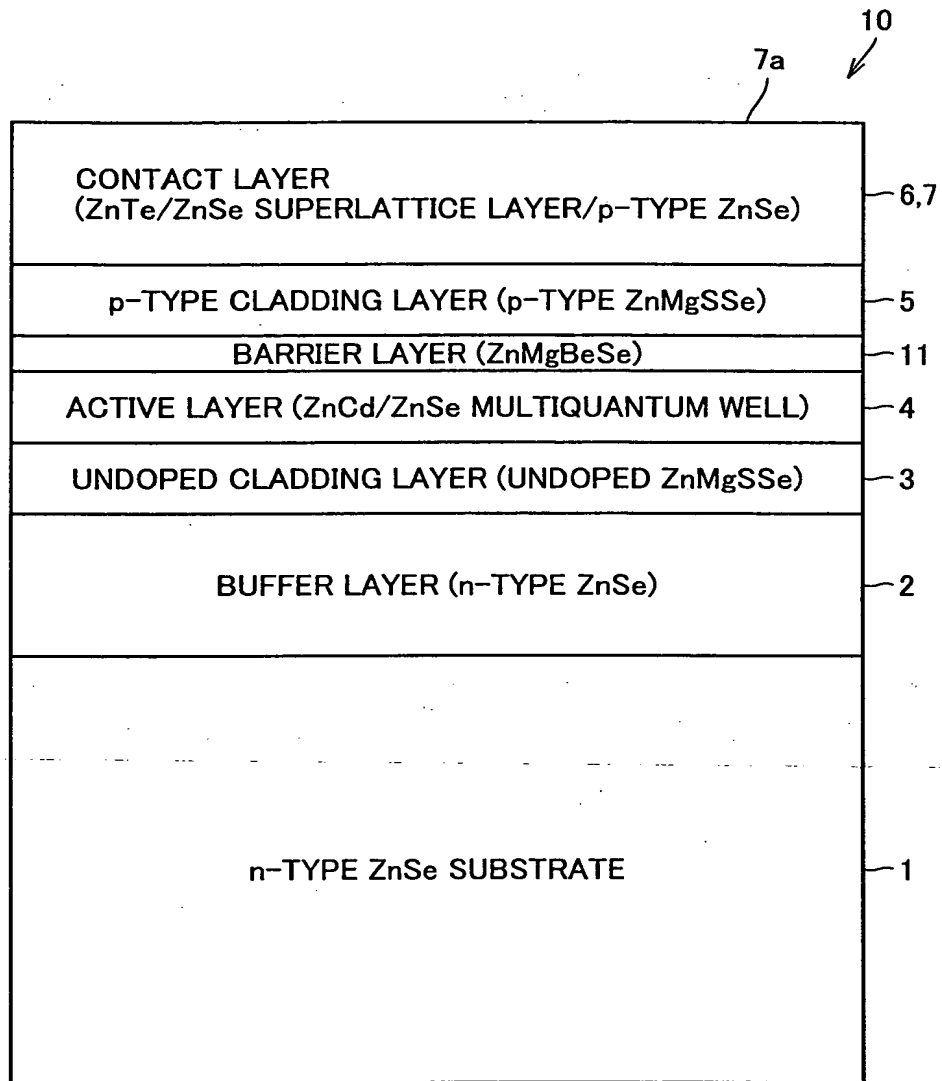 10
7a
CONTACT LAYER
(ZnTe/ZnSe SUPERLATTICE LAYER/p-TYPE ZnSe)
6,7
p-TYPE CLADDING LAYER (p-TYPE ZnMgSSe)
5
BARRIER LAYER (ZnMgBeSe)
11
ACTIVE LAYER (ZnCd/ZnSe MULTIQUANTUM WELL)
4
UNDOPED CLADDING LAYER (UNDOPED ZnMgSSe)
3
BUFFER LAYER (n-TYPE ZnSe)
2
n-TYPE ZnSe SUBSTRATE
1